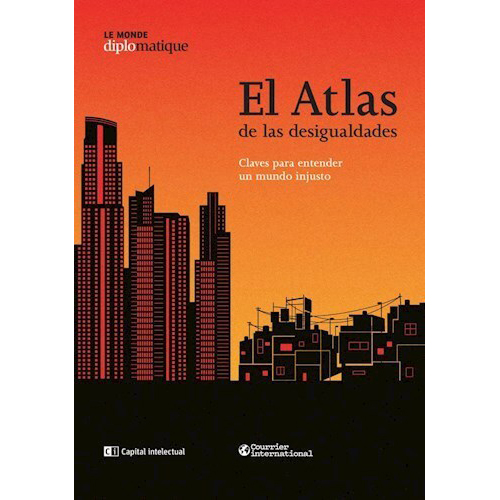 LE MONDE
diplomatique
El Atlas
de las desigualdades
Claves para entender
un mundo injusto
Ci Capital intelectual
Courrier
international